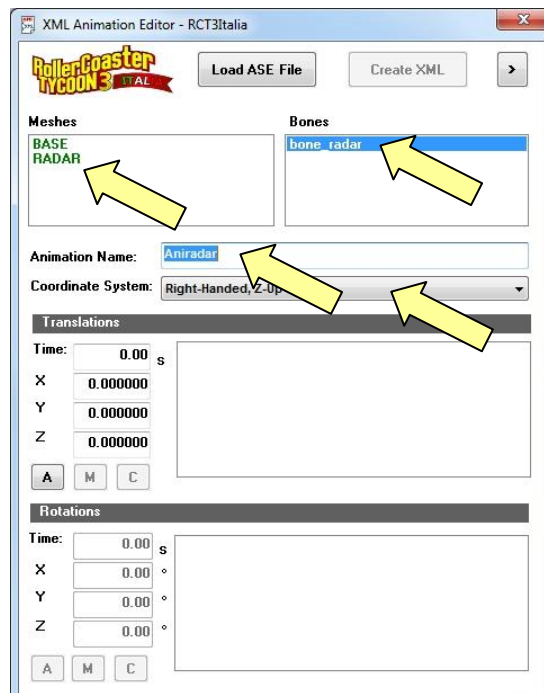 XML Animation Editor - RCT3Italia
RollerCoaster
TYCOON 3 ITAL
Load ASE File
Create XML
>
Meshes
Bones
BASE
RADAR
bone_radar
Animation Name:
Aniradar
Coordinate System:
Right-Handed, Z-Up
Translations
Time:
0.00 s
X
0.000000
Y
0.000000
Z
0.000000
A M C
Rotations
Time:
0.00 s
X
0.00 °
Y
0.00 °
Z
0.00 °
A M C